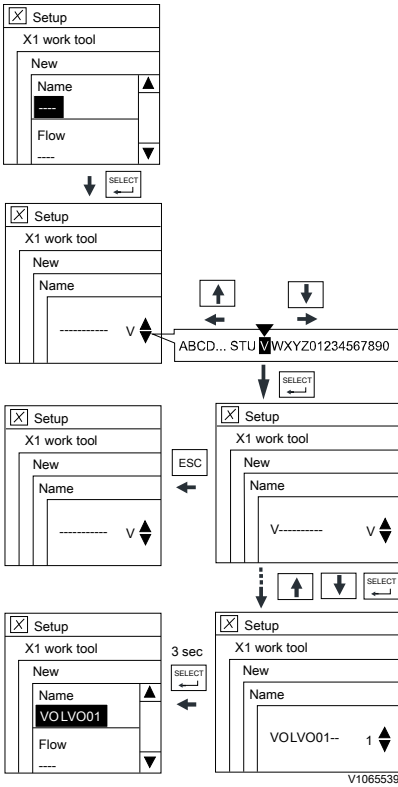 X Setup
X1 work tool
New
Name
----
Flow
----
SELECT
X Setup
X1 work tool
New
Name
----------- V
ABCD... STU V WXYZ01234567890
SELECT
X Setup
X1 work tool
New
Name
----------- V
ESC
X Setup
X1 work tool
New
Name
V---------- V
SELECT
X Setup
X1 work tool
New
Name
VOLVO01
Flow
----
3 sec
SELECT
X Setup
X1 work tool
New
Name
VOLVO01-- 1
V1065539